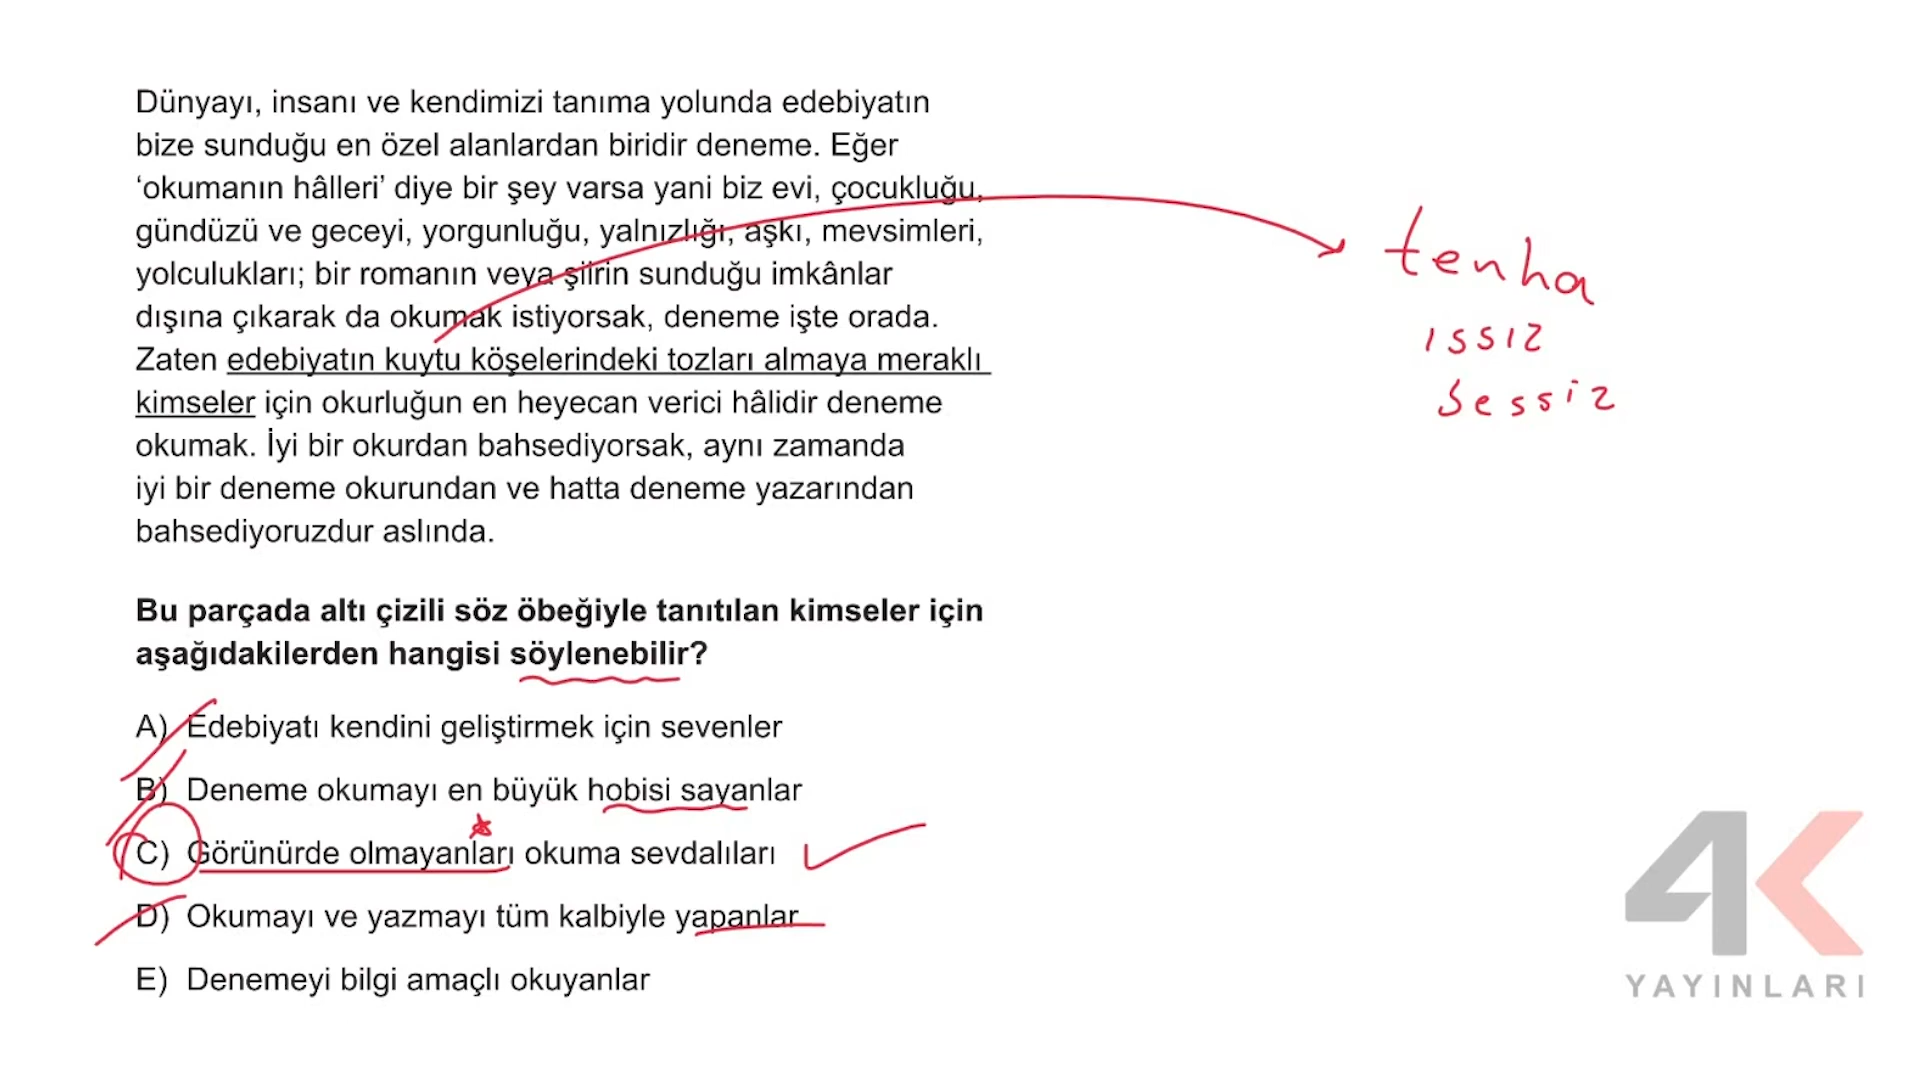 Dünyayı, insanı ve kendimizi tanıma yolunda edebiyatın
bize sunduğu en özel alanlardan biridir deneme. Eğer
‘okumanın hâlleri’ diye bir şey varsa yani biz evi, çocukluğu,
gündüzü ve geceyi, yorgunluğu, yalnızlığı, aşkı, mevsimleri,
yolculukları; bir romanın veya şiirin sunduğu imkânlar
dışına çıkarak da okumak istiyorsak, deneme işte orada.
Zaten edebiyatın kuytu köşelerindeki tozları almaya meraklı
kimseler için okurluğun en heyecan verici hâlidir deneme
okumak. İyi bir okurdan bahsediyorsak, aynı zamanda
iyi bir deneme okurundan ve hatta deneme yazarından
bahsediyoruzdur aslında.
tenha
ıssız
sessiz
Bu parçada altı çizili söz öbeğiyle tanıtılan kimseler için
aşağıdakilerden hangisi söylenebilir?
A) Edebiyatı kendini geliştirmek için sevenler
B) Deneme okumayı en büyük hobisi sayanlar
C) Görünürde olmayanları okuma sevdalıları
D) Okumayı ve yazmayı tüm kalbiyle yapanlar
E) Denemeyi bilgi amaçlı okuyanlar
4K
YAYINLARI